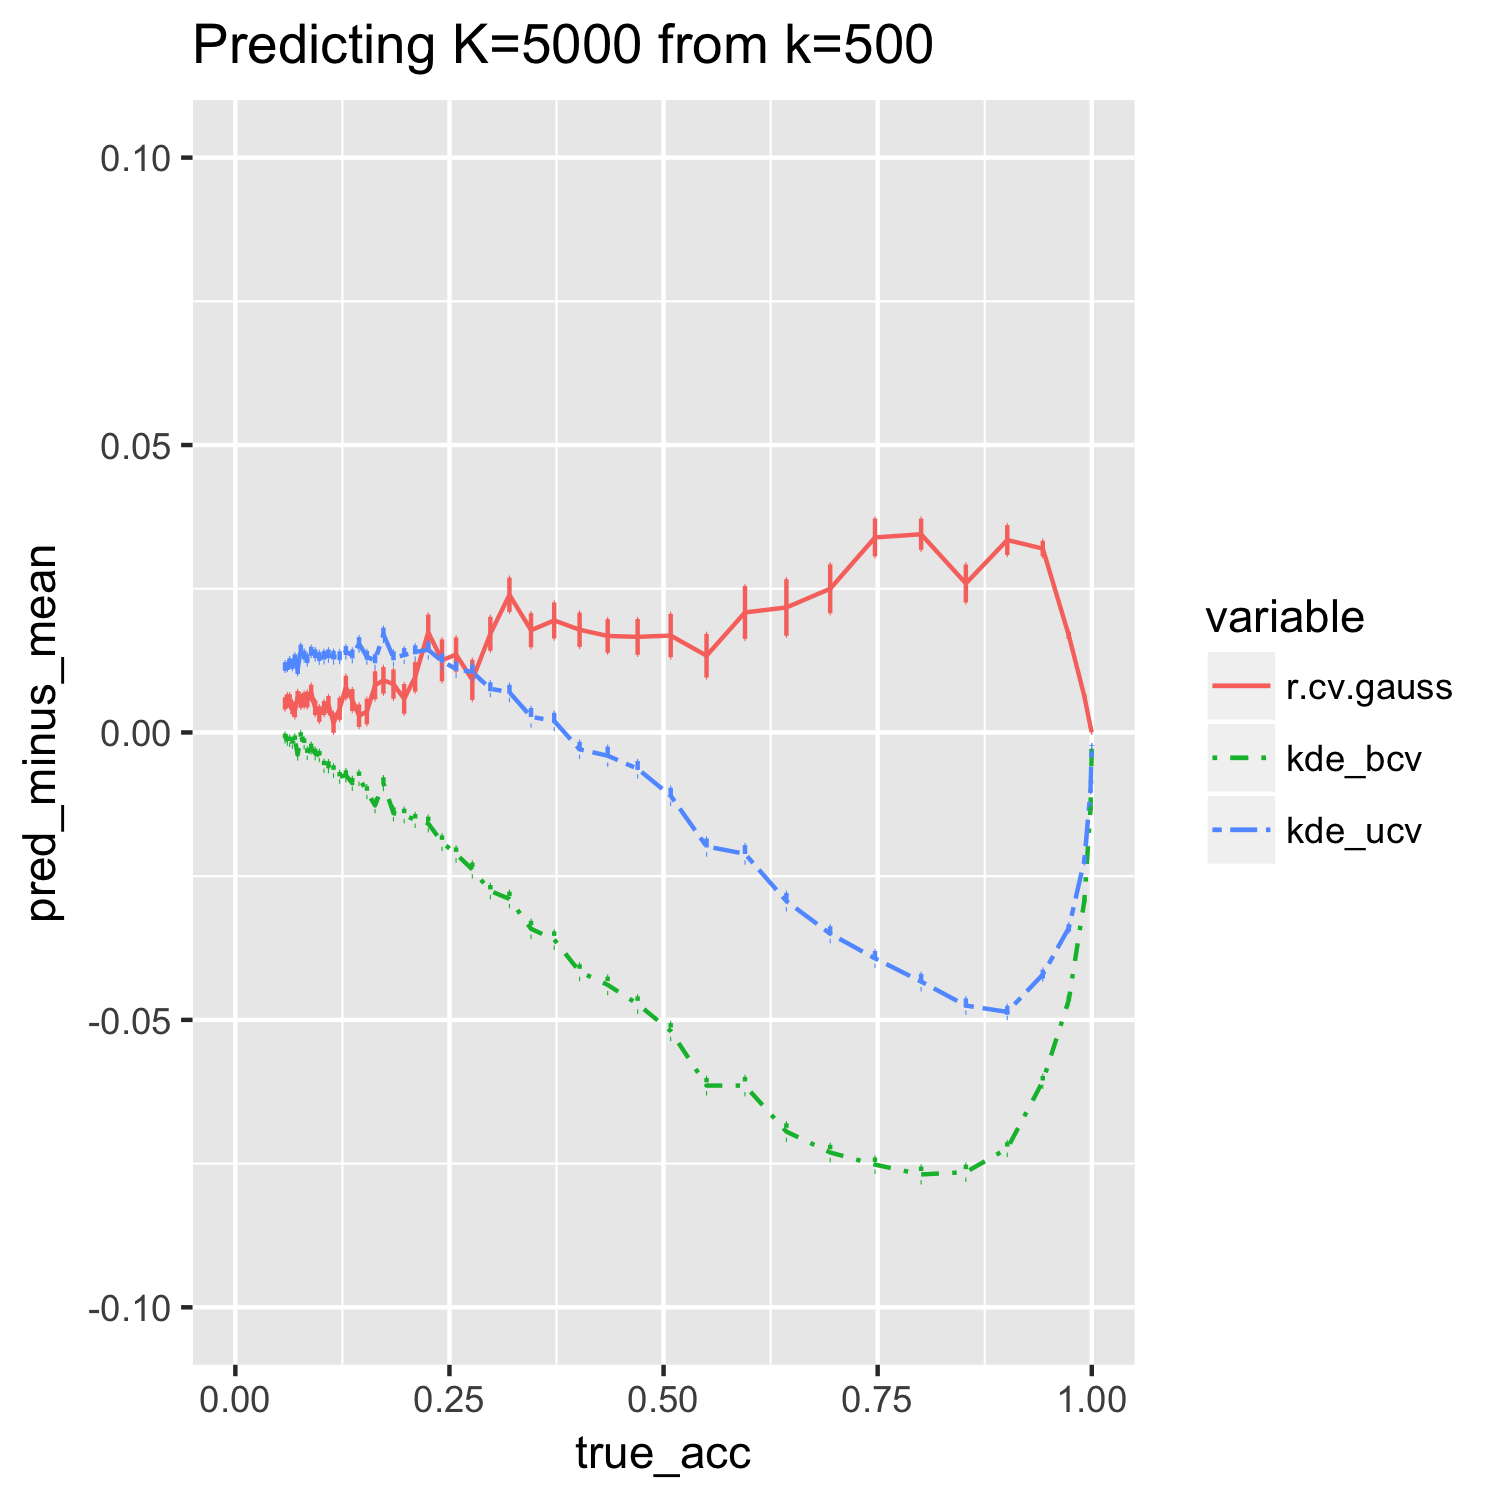 Predicting K=5000 from k=500
0.10
0.05
0.00
-0.05
-0.10
pred_minus_mean
0.00 0.25 0.50 0.75 1.00
true_acc
variable
r.cv.gauss
kde_bcv
kde_ucv